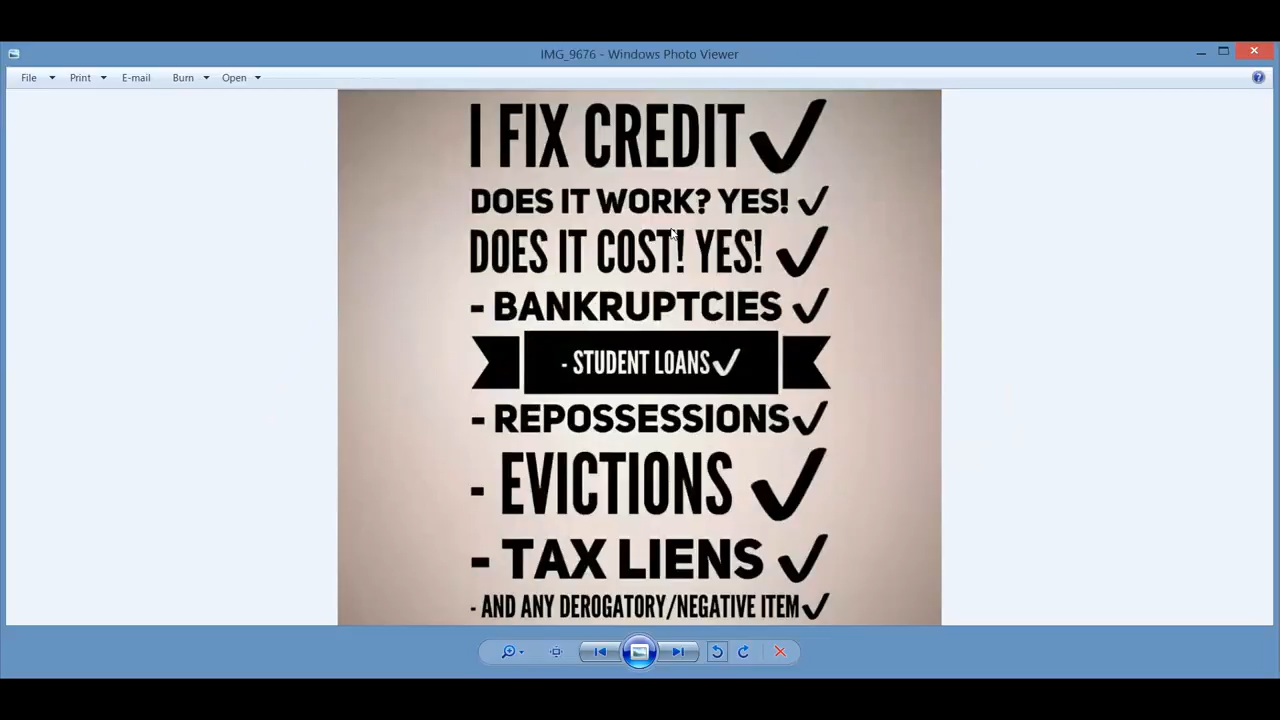 IMG_9676 - Windows Photo Viewer
File Print E-mail Burn Open
I FIX CREDIT✓
DOES IT WORK? YES! ✓
DOES IT COST! YES! ✓
- BANKRUPTCIES ✓
- STUDENT LOANS✓
- REPOSSESSIONS✓
- EVICTIONS ✓
- TAX LIENS ✓
- AND ANY DEROGATORY/NEGATIVE ITEM✓